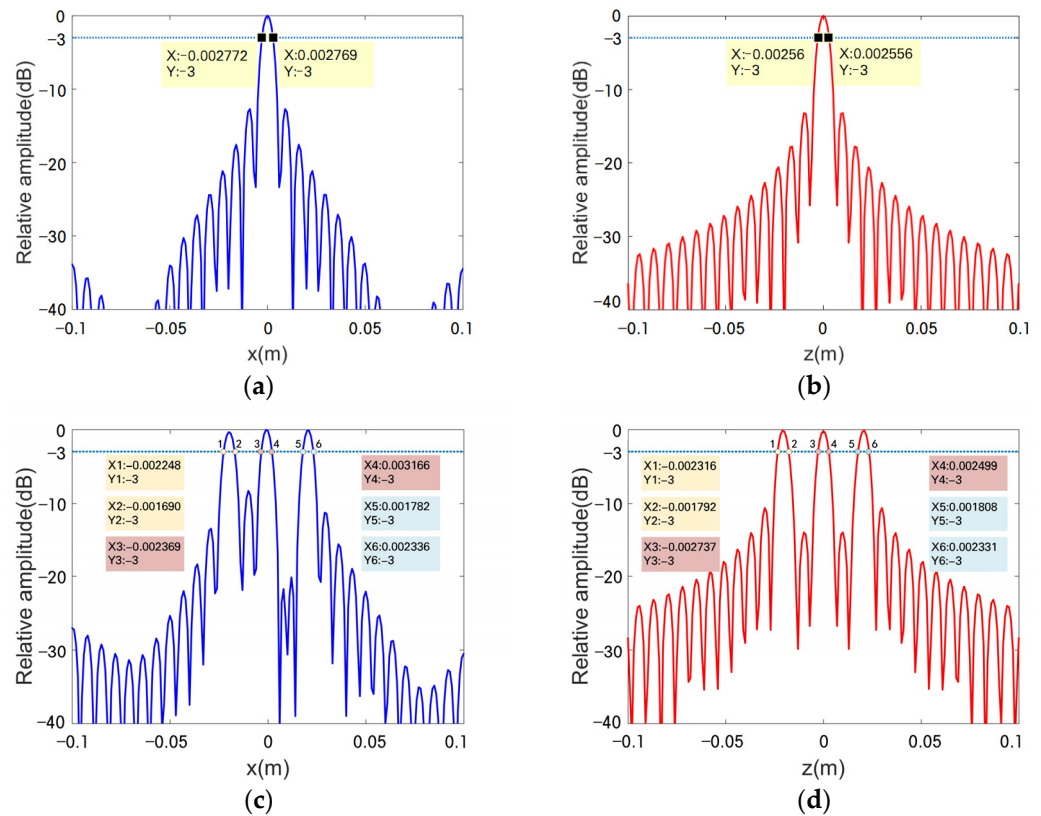 0
−3
−10
−20
−30
−40
Relative amplitude(dB)
X:−0.002772
Y:−3
X:0.002769
Y:−3
−0.1
−0.05
0
0.05
0.1
x(m)
(a)
0
−3
−10
−20
−30
−40
Relative amplitude(dB)
X:−0.00256
Y:−3
X:0.002556
Y:−3
−0.1
−0.05
0
0.05
0.1
z(m)
(b)
0
−3
−10
−20
−30
−40
Relative amplitude(dB)
1 2 3 4 5 6
X1:−0.002248
Y1:−3
X2:−0.001690
Y2:−3
X3:−0.002369
Y3:−3
X4:0.003166
Y4:−3
X5:0.001782
Y5:−3
X6:0.002336
Y6:−3
−0.1
−0.05
0
0.05
0.1
x(m)
(c)
0
−3
−10
−20
−30
−40
Relative amplitude(dB)
1 2 3 4 5 6
X1:−0.002316
Y1:−3
X2:−0.001792
Y2:−3
X3:−0.002737
Y3:−3
X4:0.002499
Y4:−3
X5:0.001808
Y5:−3
X6:0.002331
Y6:−3
−0.1
−0.05
0
0.05
0.1
z(m)
(d)